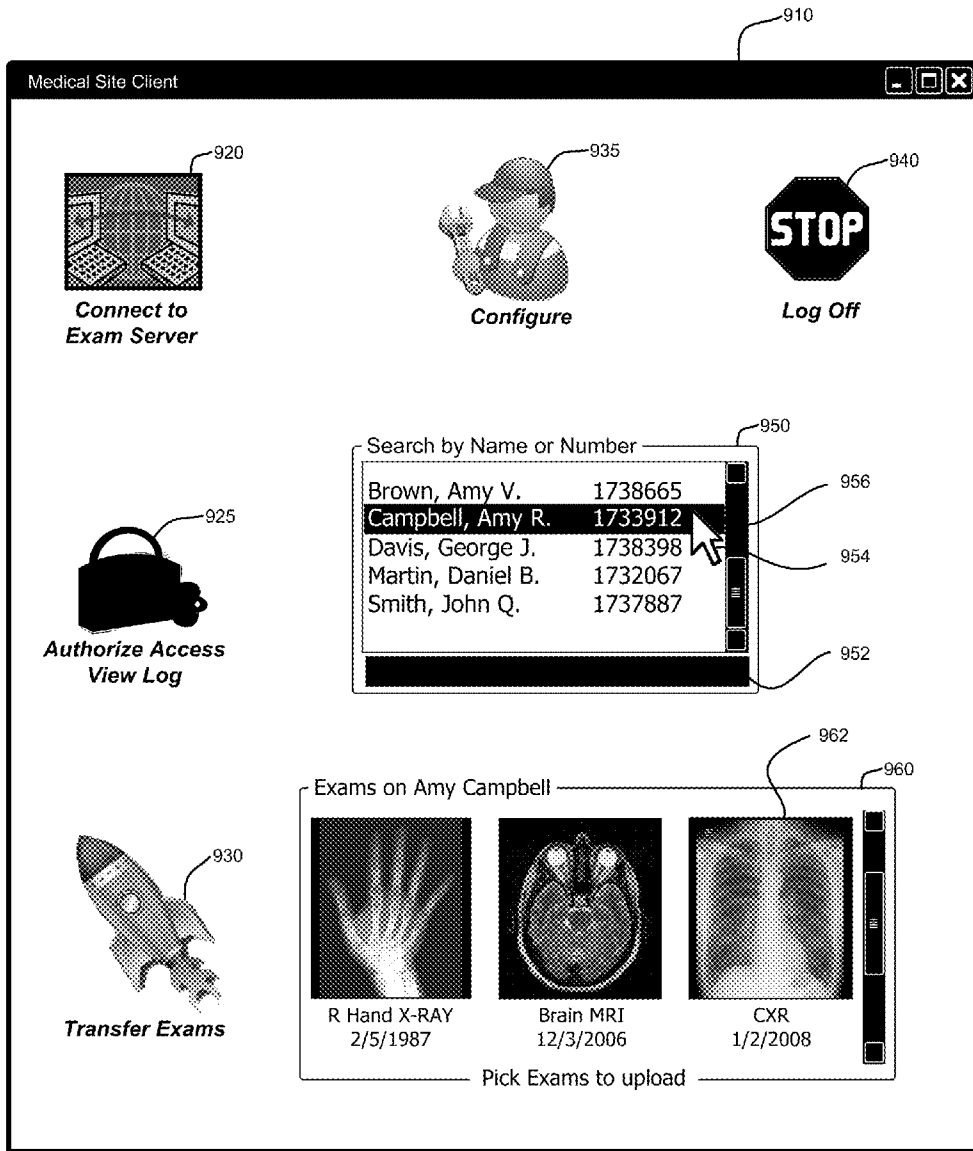 910
Medical Site Client
920
935
940
STOP
Connect to
Exam Server
Configure
Log Off
950
Search by Name or Number
956
Brown, Amy V. 1738665
Campbell, Amy R. 1733912
925
954
Davis, George J. 1738398
Martin, Daniel B. 1732067
Smith, John Q. 1737887
Authorize Access
View Log
952
962
960
Exams on Amy Campbell
930
R Hand X-RAY
2/5/1987
Brain MRI
12/3/2006
CXR
1/2/2008
Transfer Exams
Pick Exams to upload